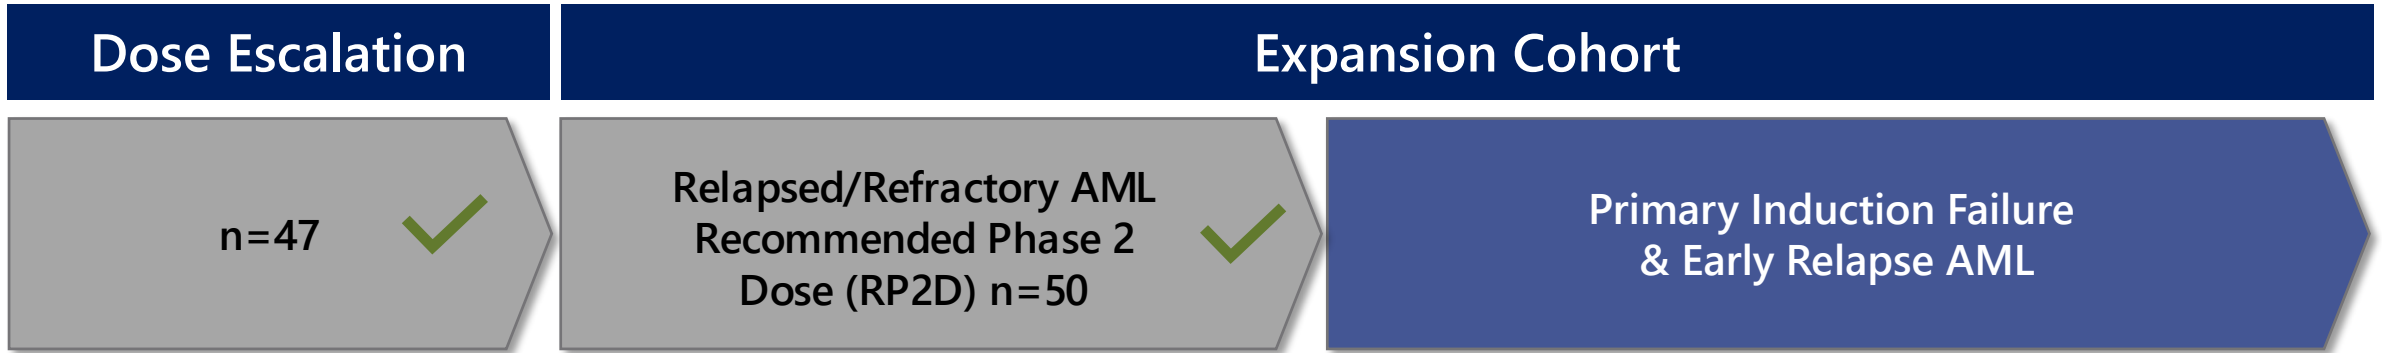 Dose Escalation
Expansion Cohort
n=47
Relapsed/Refractory AML
Recommended Phase 2
Dose (RP2D) n=50
Primary Induction Failure
& Early Relapse AML